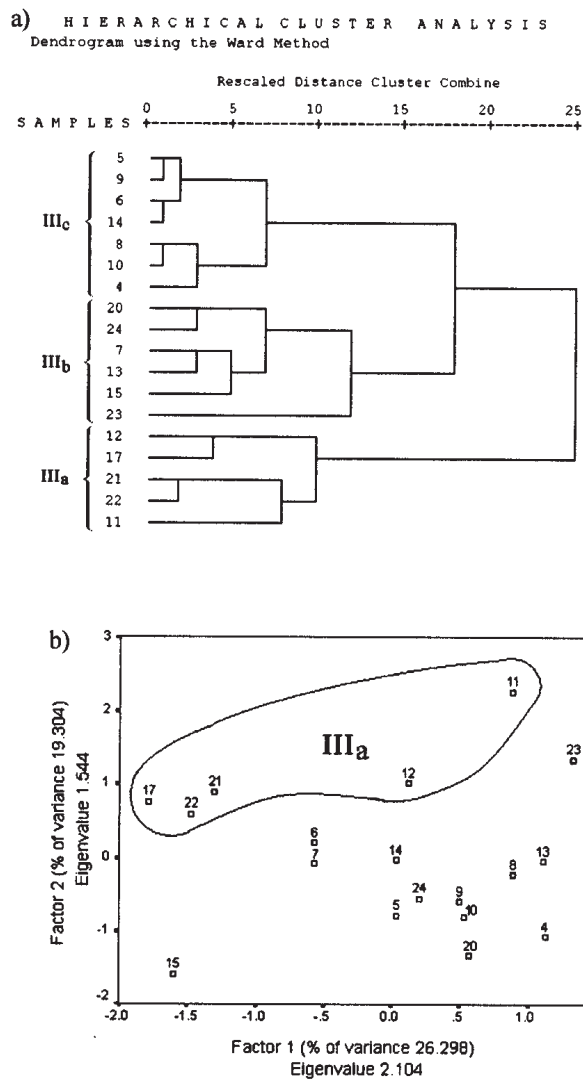 a) H I E R A R C H I C A L C L U S T E R A N A L Y S I S
Dendrogram using the Ward Method
Rescaled Distance Cluster Combine
0 5 10 15 20 25
S A M P L E S
5
9
6
IIIc 14
8
10
4
20
24
7
IIIb 13
15
23
12
17
IIIa 21
22
11
b) 3
11
2
IIIa 23
12
21
17 1
22
6
14 13
0 7
8
24 9
5 10
4
-1
20
15
-2
-2.0 -1.5 -1.0 -.5 0.0 .5 1.0
Factor 2 (% of variance 19.304)
Eigenvalue 1.544
Factor 1 (% of variance 26.298)
Eigenvalue 2.104